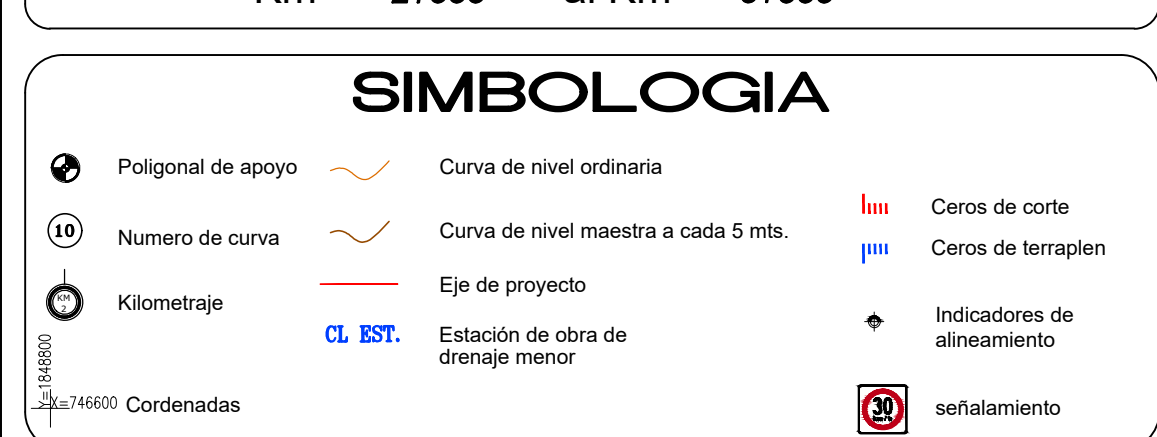 SIMBOLOGIA
Poligonal de apoyo
10
Numero de curva
KM
2
Kilometraje
Y=1848800
X=746600
Cordenadas
Curva de nivel ordinaria
Curva de nivel maestra a cada 5 mts.
Eje de proyecto
CL EST.
Estación de obra de
drenaje menor
Ceros de corte
Ceros de terraplen
Indicadores de
alineamiento
30
señalamiento